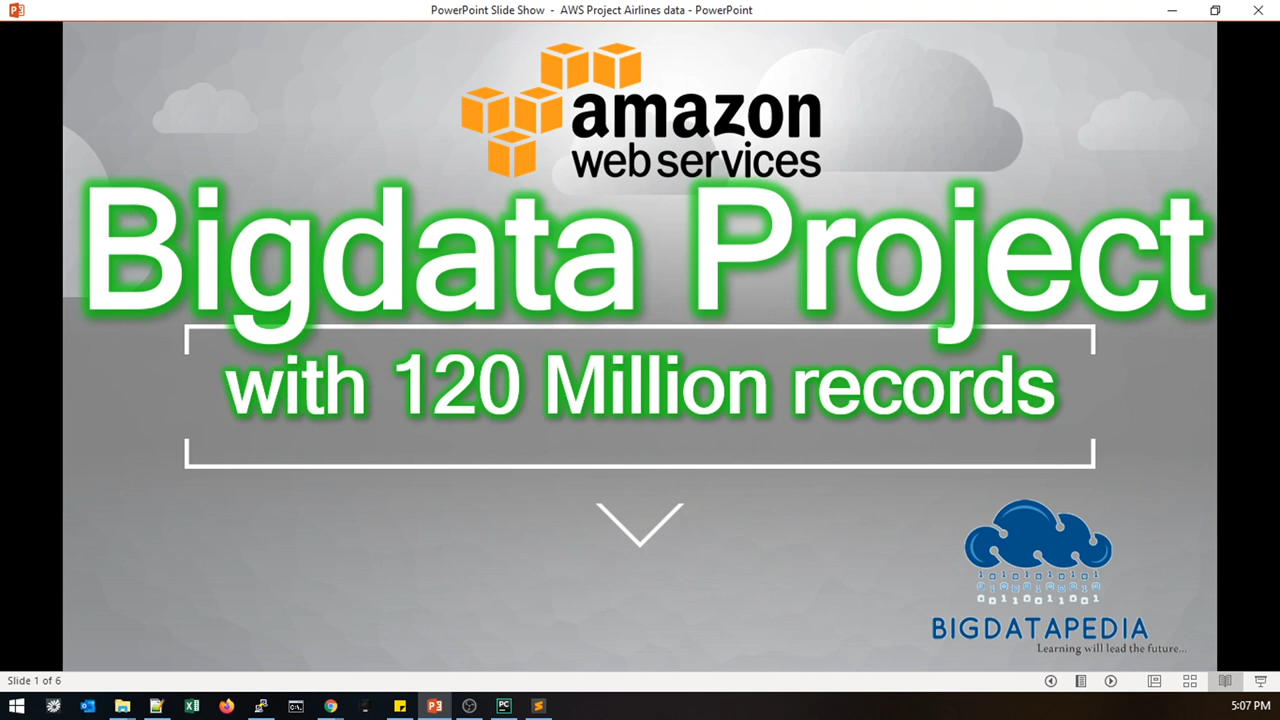 PowerPoint Slide Show - AWS Project Airlines data - PowerPoint
amazon
web services
Bigdata Project
with 120 Million records
BIGDATAPEDIA
Learning will lead the future...
Slide 1 of 6
5:07 PM